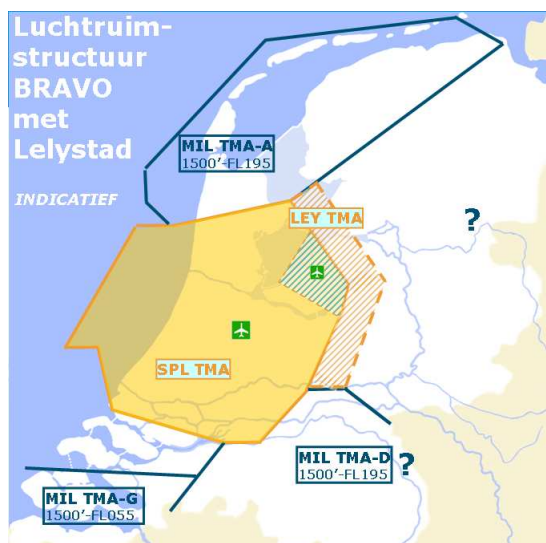 Luchtruim-
structuur
BRAVO
met
Lelystad
INDICATIEF
MIL TMA-A
1500'-FL195
LEY TMA
?
SPL TMA
MIL TMA-D
1500'-FL195
?
MIL TMA-G
1500'-FL055